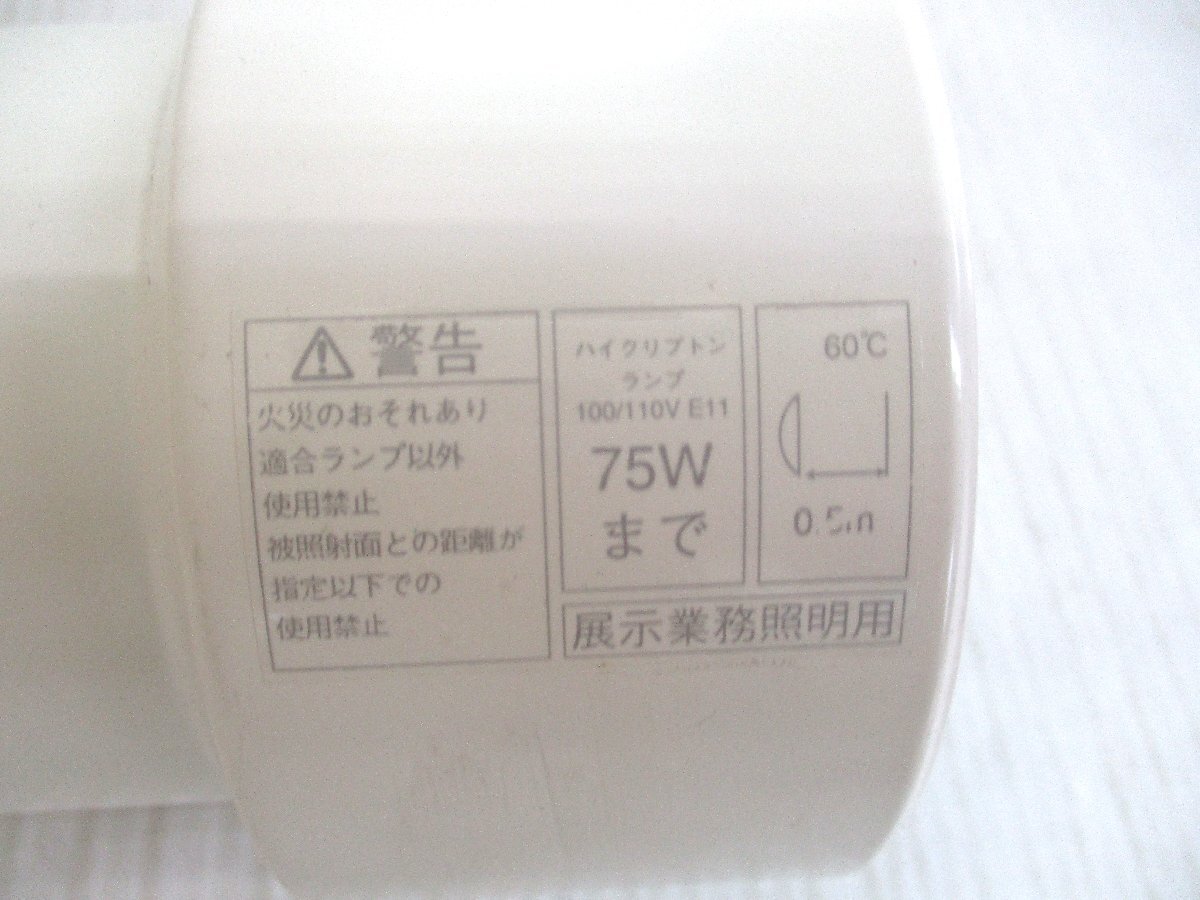 警告
火災のおそれあり
適合ランプ以外
使用禁止
被照射面との距離が
指定以下での
使用禁止
ハイクリプトン
ランプ
100/110V E11
75W
まで
60℃
0.5m
展示業務照明用